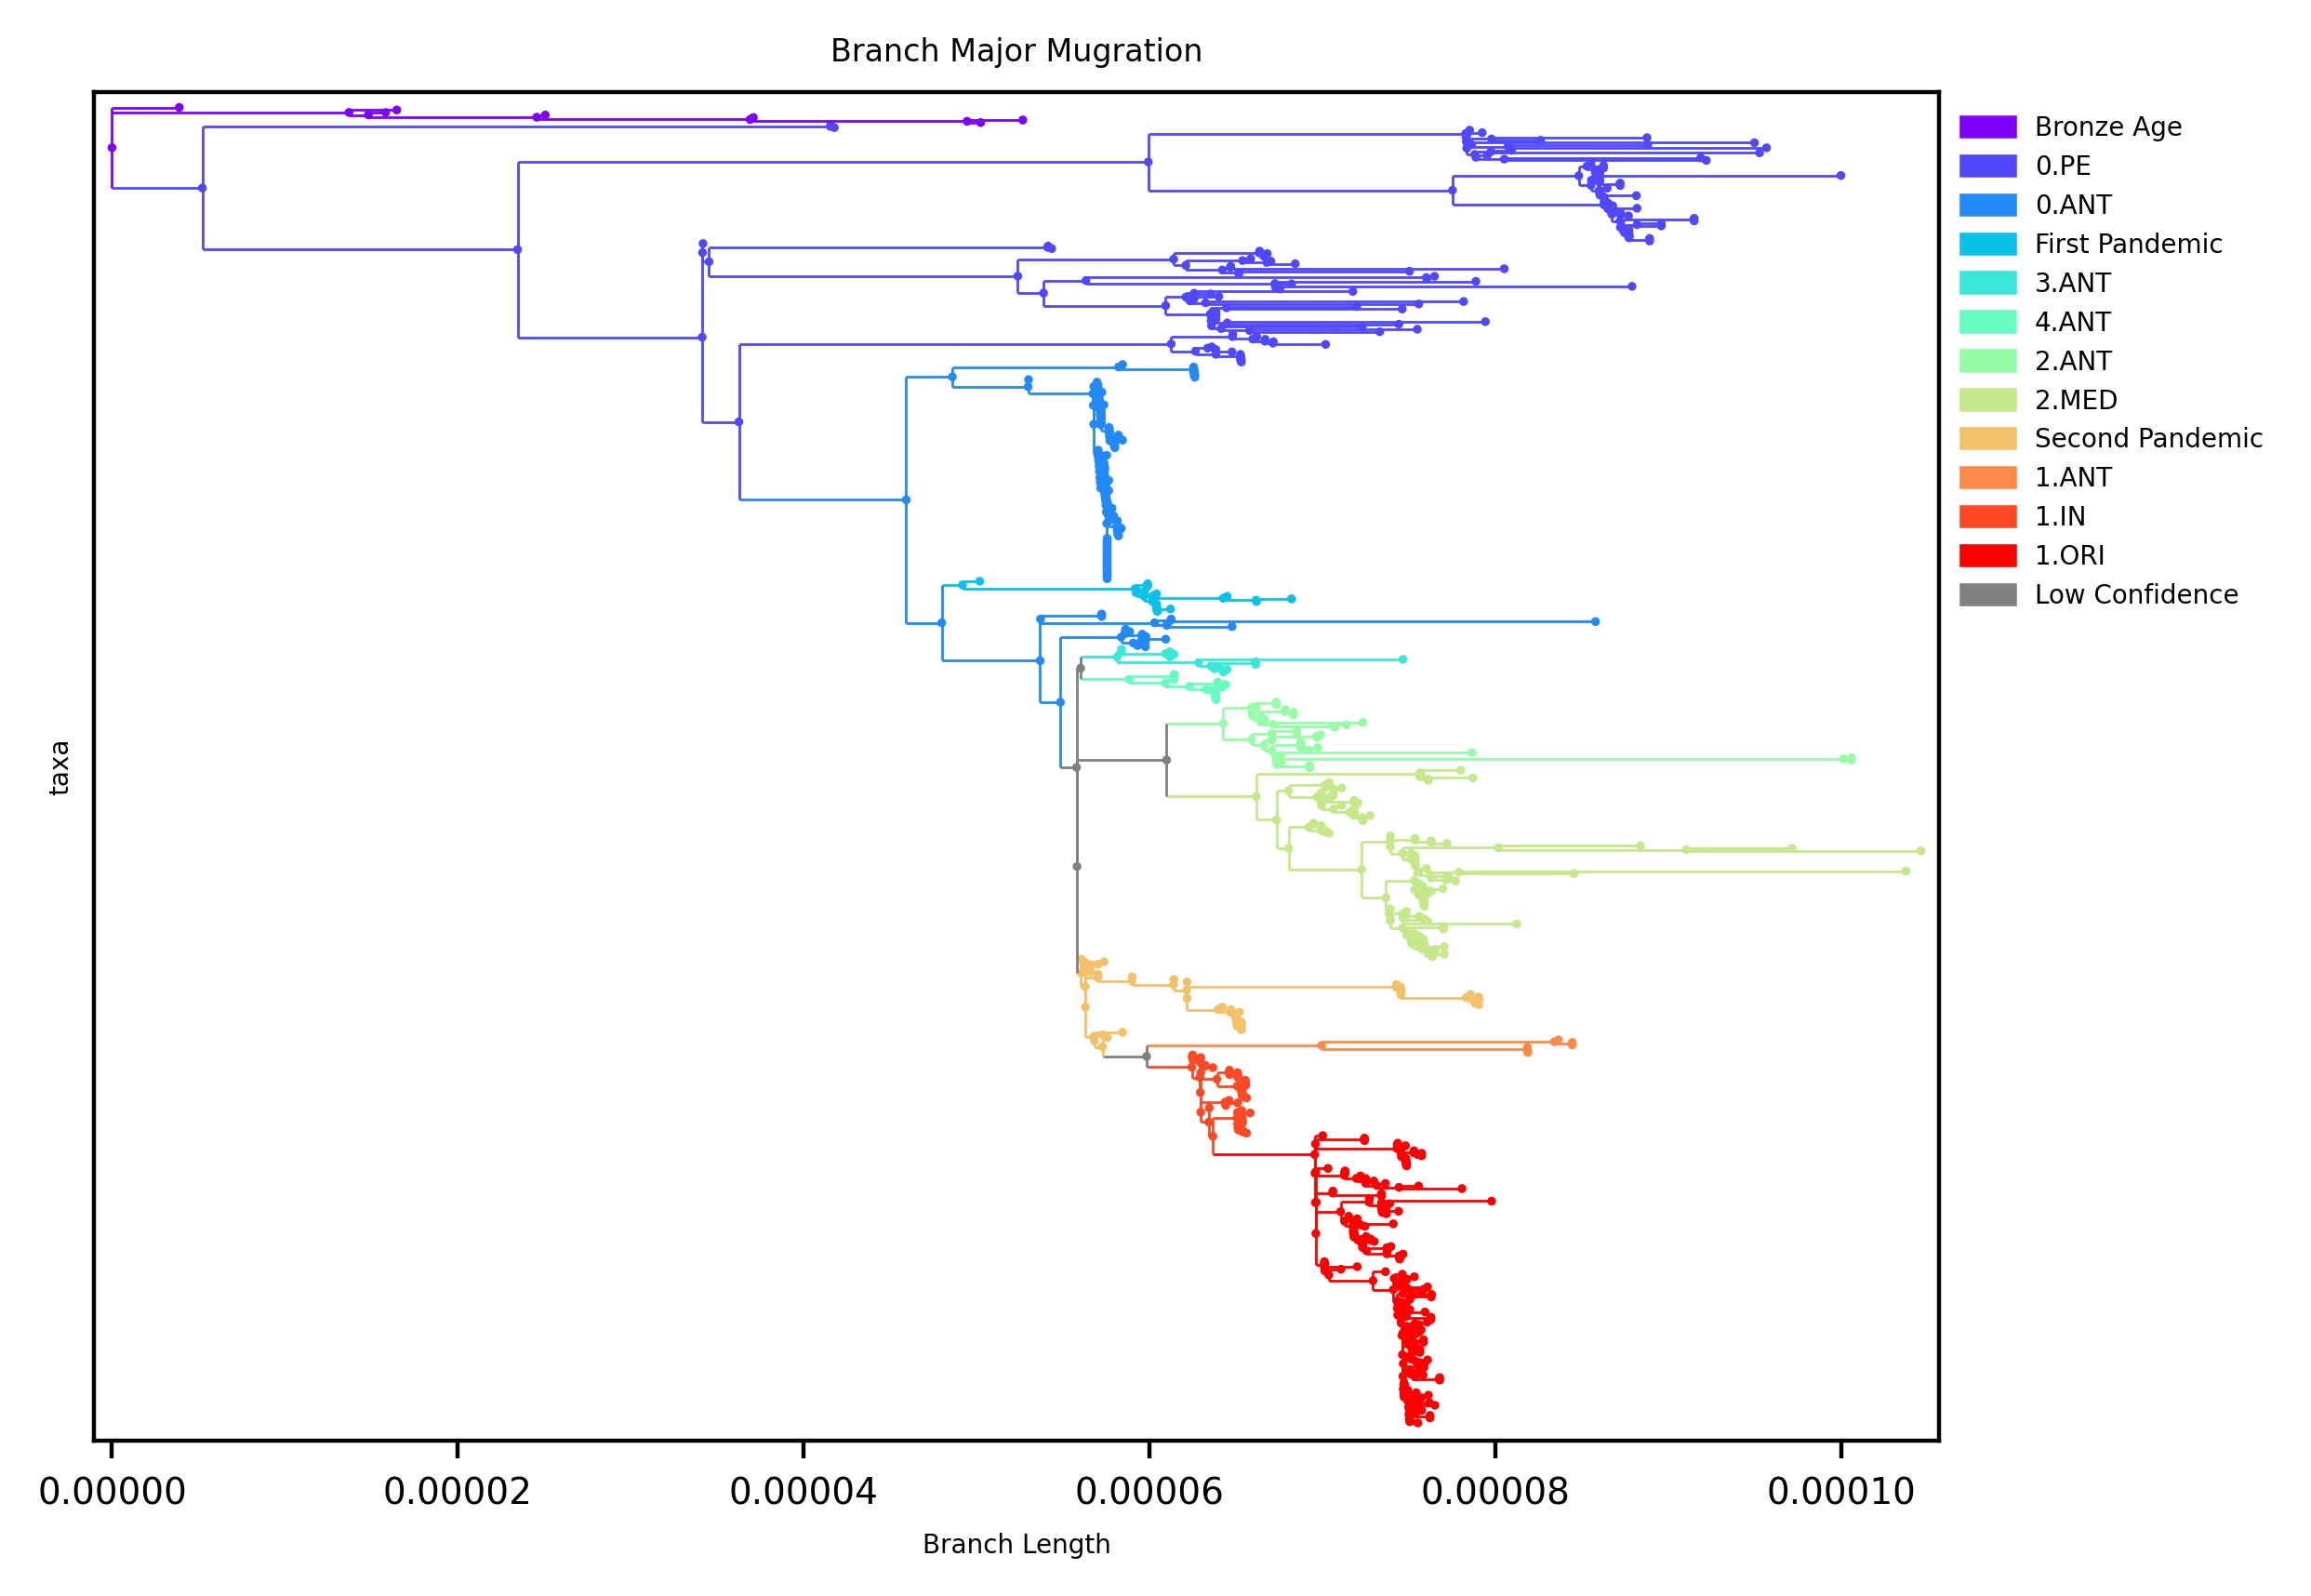 Branch Major Mugration
Bronze Age
0.PE
0.ANT
First Pandemic
3.ANT
4.ANT
2.ANT
2.MED
Second Pandemic
1.ANT
1.IN
1.ORI
Low Confidence
taxa
0.00000 0.00002 0.00004 0.00006 0.00008 0.00010
Branch Length